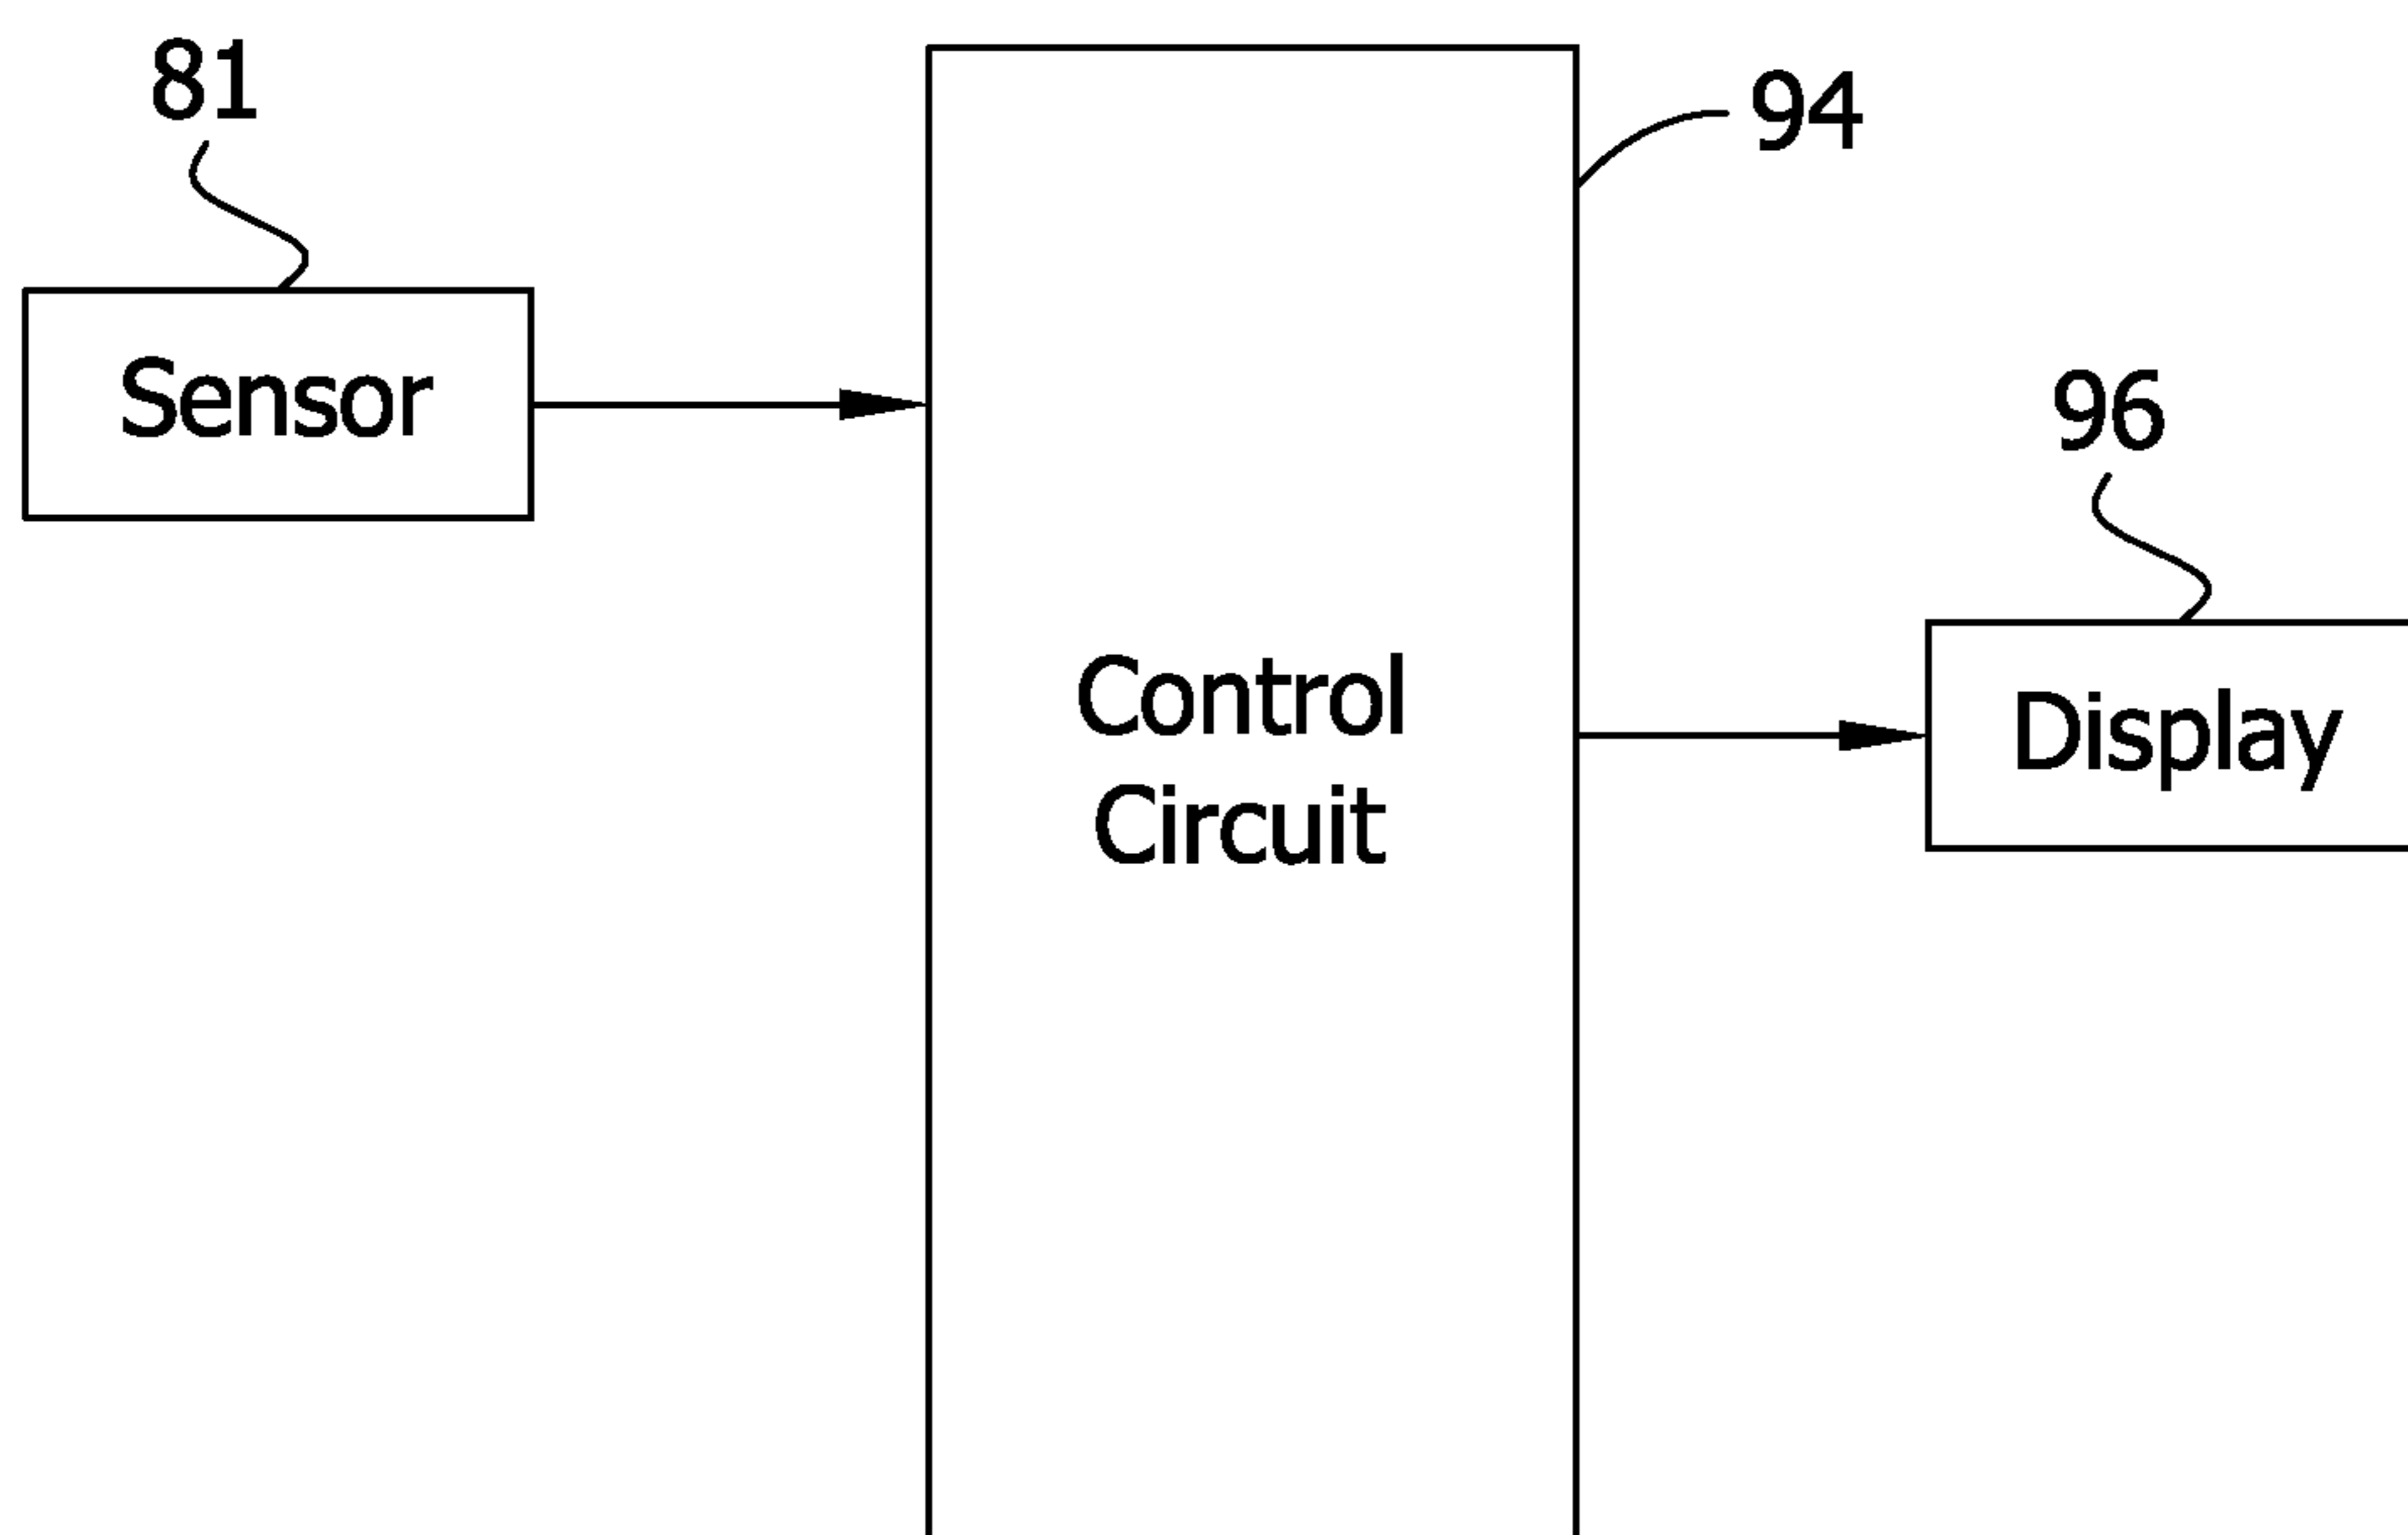 81
94
Sensor
96
Control
Circuit
Display